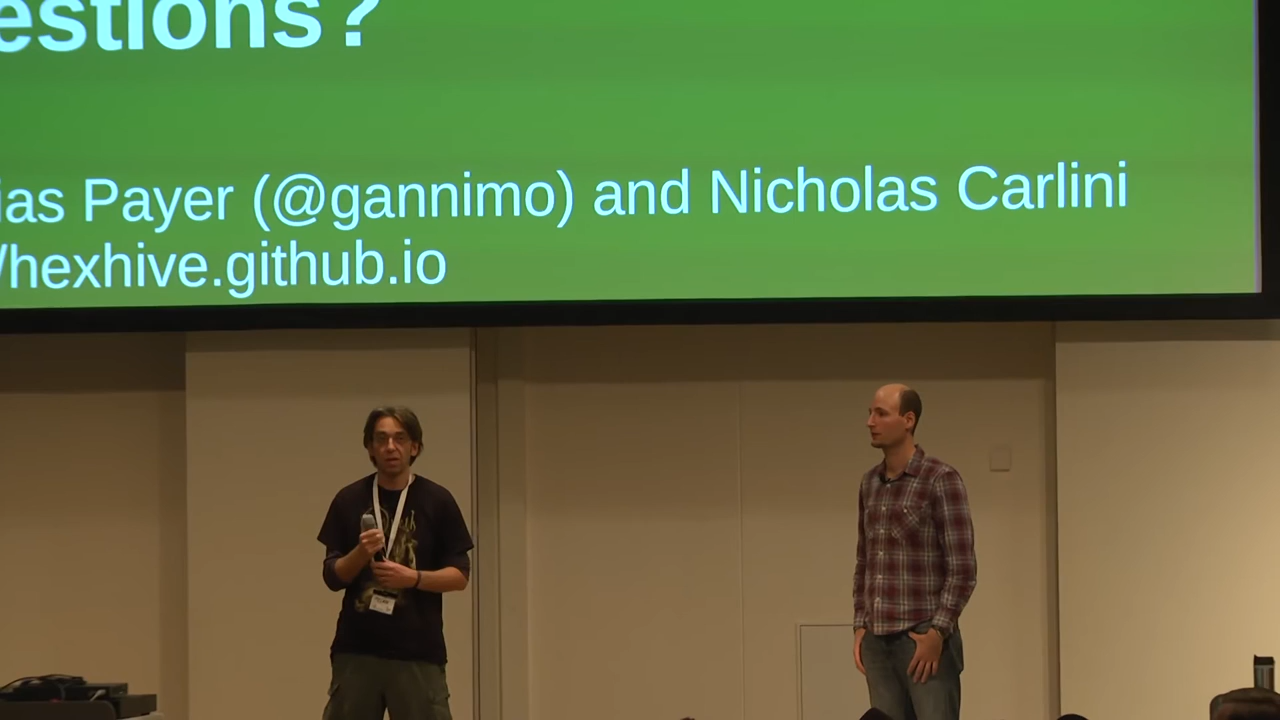 estions?
ias Payer (@gannimo) and Nicholas Carlini
/hexhive.github.io